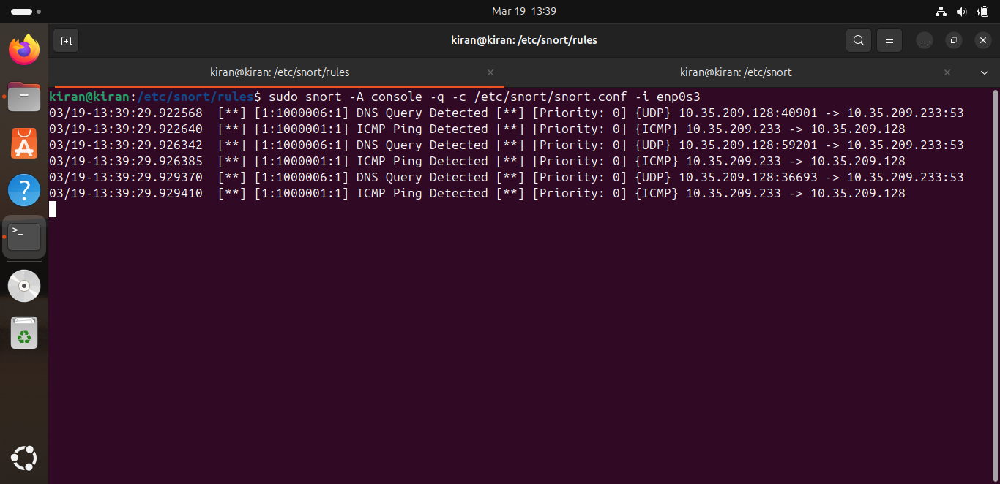 Mar 19 13:39
kiran@kiran: /etc/snort/rules
kiran@kiran: /etc/snort/rules
kiran@kiran: /etc/snort
kiran@kiran:/etc/snort/rules$ sudo snort -A console -q -c /etc/snort/snort.conf -i enp0s3
03/19-13:39:29.922568  [**] [1:1000006:1] DNS Query Detected [**] [Priority: 0] {UDP} 10.35.209.128:40901 -> 10.35.209.233:53
03/19-13:39:29.922640  [**] [1:1000001:1] ICMP Ping Detected [**] [Priority: 0] {ICMP} 10.35.209.233 -> 10.35.209.128
03/19-13:39:29.926342  [**] [1:1000006:1] DNS Query Detected [**] [Priority: 0] {UDP} 10.35.209.128:59201 -> 10.35.209.233:53
03/19-13:39:29.926385  [**] [1:1000001:1] ICMP Ping Detected [**] [Priority: 0] {ICMP} 10.35.209.233 -> 10.35.209.128
03/19-13:39:29.929370  [**] [1:1000006:1] DNS Query Detected [**] [Priority: 0] {UDP} 10.35.209.128:36693 -> 10.35.209.233:53
03/19-13:39:29.929410  [**] [1:1000001:1] ICMP Ping Detected [**] [Priority: 0] {ICMP} 10.35.209.233 -> 10.35.209.128